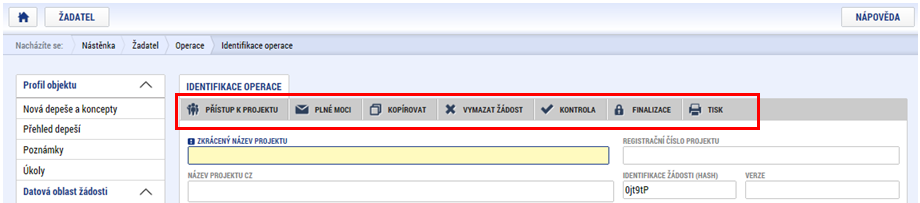 ŽADATEL
NÁPOVĚDA
Nacházíte se: Nástěnka Žadatel Operace Identifikace operace
Profil objektu
Nová depeše a koncepty
Přehled depeší
Poznámky
Úkoly
Datová oblast žádosti
IDENTIFIKACE OPERACE
PŘÍSTUP K PROJEKTU PLNÉ MOCI KOPÍROVAT VYMAZAT ŽÁDOST KONTROLA FINALIZACE TISK
ZKRÁCENÝ NÁZEV PROJEKTU
REGISTRAČNÍ ČÍSLO PROJEKTU
NÁZEV PROJEKTU CZ
IDENTIFIKACE ŽÁDOSTI (HASH)
VERZE
0jt9tP